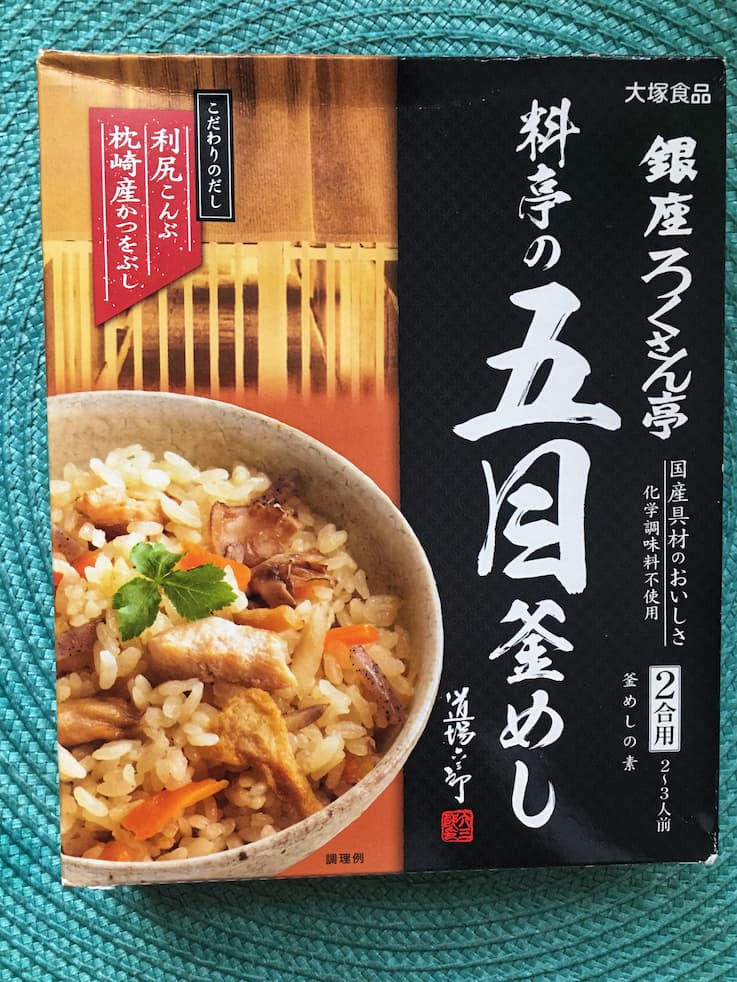 大塚食品
銀座ろくさん亭
国産具材のおいしさ
化学調味料不使用
2合用
2～3人前
釜めしの素
料亭の
五目釜めし
道場六三郎
こだわりのだし
利尻こんぶ
枕崎産かつをぶし
調理例